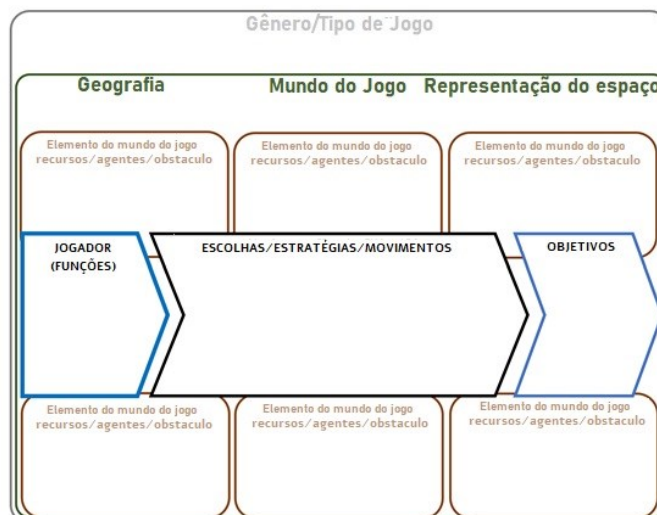 Gênero/Tipo de Jogo
Geografia
Mundo do Jogo
Representação do espaço
Elemento do mundo do jogo
recursos/agentes/obstaculo
Elemento do mundo do jogo
recursos/agentes/obstaculo
Elemento do mundo do jogo
recursos/agentes/obstaculo
JOGADOR
(FUNÇÕES)
ESCOLHAS/ESTRATÉGIAS/MOVIMENTOS
OBJETIVOS
Elemento do mundo do jogo
recursos/agentes/obstaculo
Elemento do mundo do jogo
recursos/agentes/obstaculo
Elemento do mundo do jogo
recursos/agentes/obstaculo